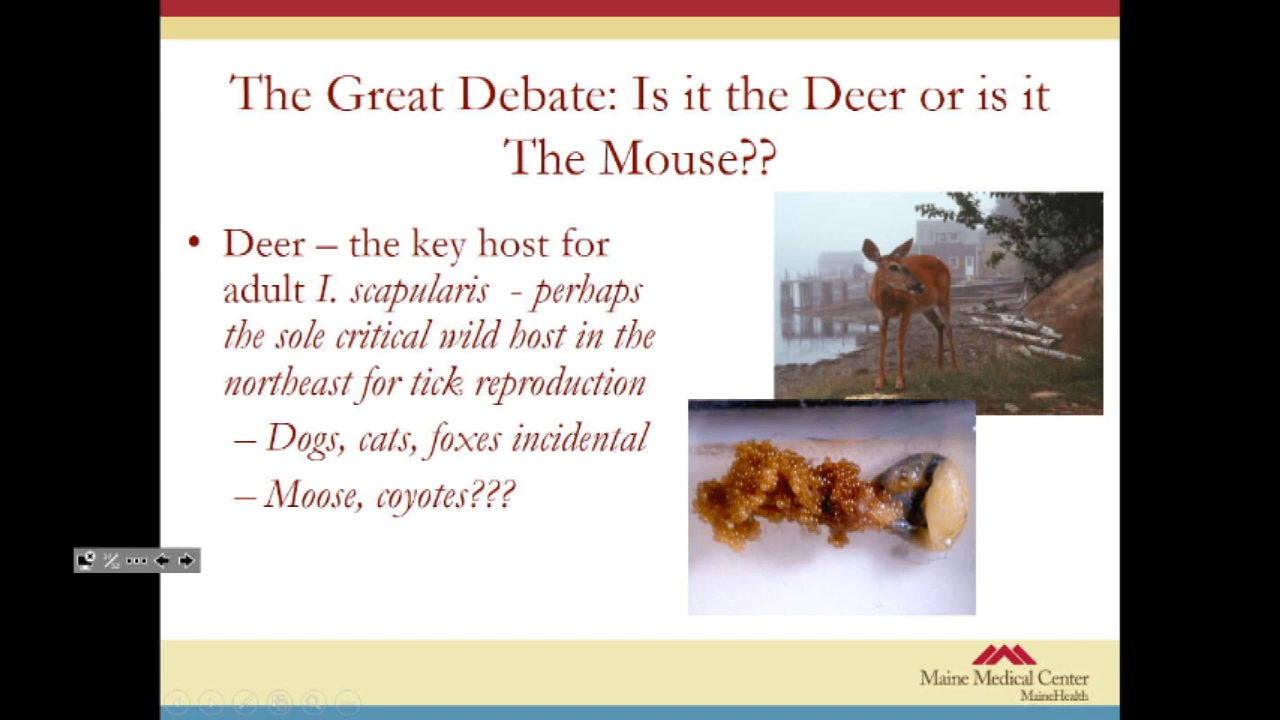 The Great Debate: Is it the Deer or is it
The Mouse??
• Deer – the key host for
adult I. scapularis - perhaps
the sole critical wild host in the
northeast for tick reproduction
– Dogs, cats, foxes incidental
– Moose, coyotes???
Maine Medical Center
MaineHealth